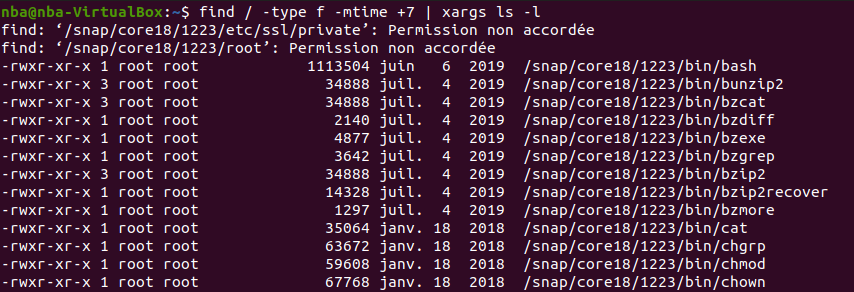 nba@nba-VirtualBox:~$ find / -type f -mtime +7 | xargs ls -l
find: ‘/snap/core18/1223/etc/ssl/private’: Permission non accordée
find: ‘/snap/core18/1223/root’: Permission non accordée
-rwxr-xr-x 1 root root 1113504 juin 6 2019 /snap/core18/1223/bin/bash
-rwxr-xr-x 3 root root 34888 juil. 4 2019 /snap/core18/1223/bin/bunzip2
-rwxr-xr-x 3 root root 34888 juil. 4 2019 /snap/core18/1223/bin/bzcat
-rwxr-xr-x 1 root root 2140 juil. 4 2019 /snap/core18/1223/bin/bzdiff
-rwxr-xr-x 1 root root 4877 juil. 4 2019 /snap/core18/1223/bin/bzexe
-rwxr-xr-x 1 root root 3642 juil. 4 2019 /snap/core18/1223/bin/bzgrep
-rwxr-xr-x 3 root root 34888 juil. 4 2019 /snap/core18/1223/bin/bzip2
-rwxr-xr-x 1 root root 14328 juil. 4 2019 /snap/core18/1223/bin/bzip2recover
-rwxr-xr-x 1 root root 1297 juil. 4 2019 /snap/core18/1223/bin/bzmore
-rwxr-xr-x 1 root root 35064 janv. 18 2018 /snap/core18/1223/bin/cat
-rwxr-xr-x 1 root root 63672 janv. 18 2018 /snap/core18/1223/bin/chgrp
-rwxr-xr-x 1 root root 59608 janv. 18 2018 /snap/core18/1223/bin/chmod
-rwxr-xr-x 1 root root 67768 janv. 18 2018 /snap/core18/1223/bin/chown